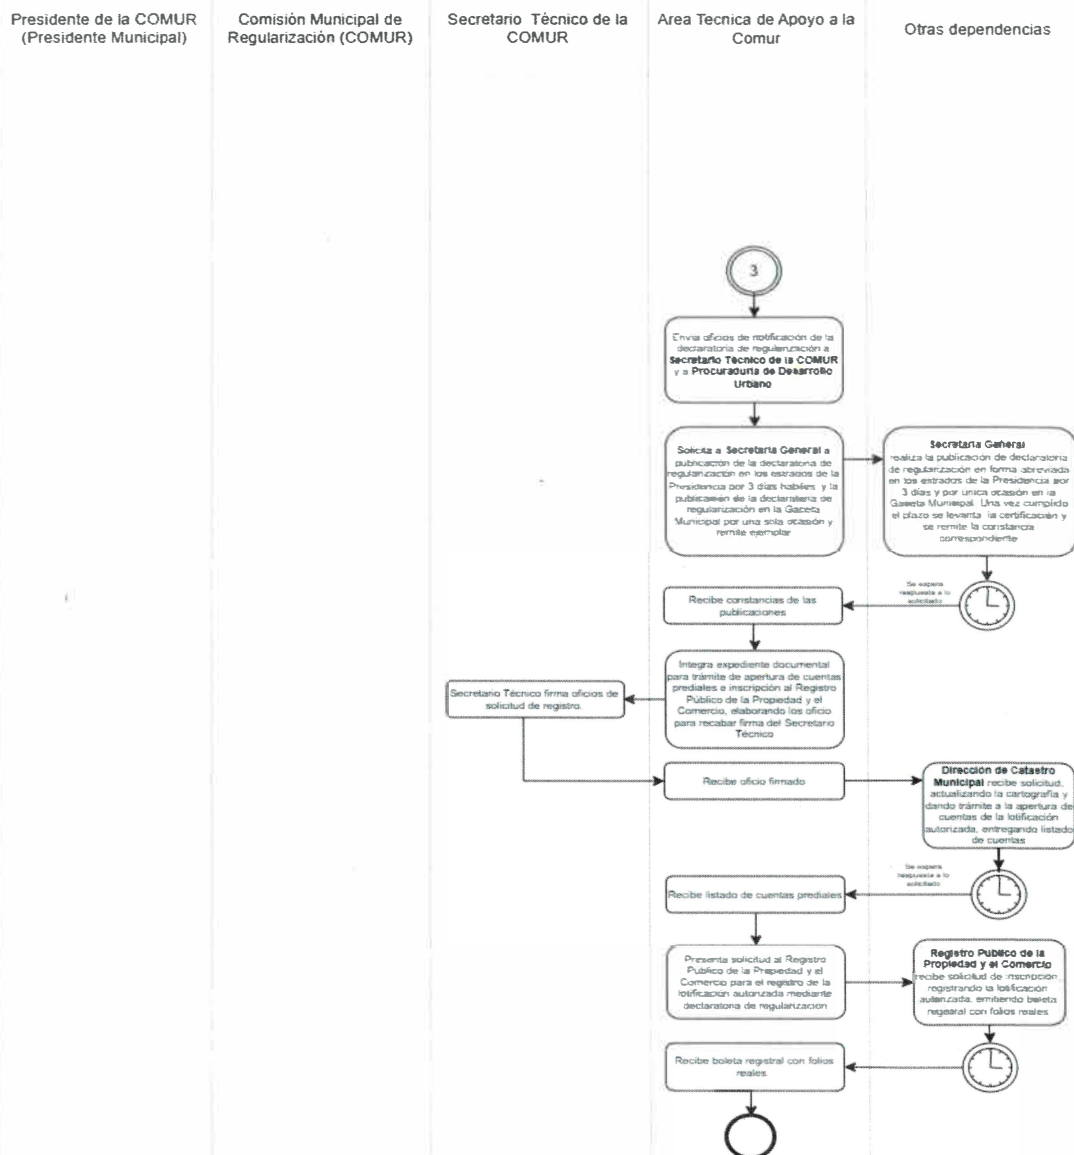 Presidente de la COMUR
(Presidente Municipal)
Comisión Municipal de
Regularización (COMUR)
Secretario Técnico de la
COMUR
Area Tecnica de Apoyo a la
Comur
Otras dependencias
3
Envía oficios de notificación de la
declaratoria de regularización a
Secretario Técnico de la COMUR
y a Procuraduría de Desarrollo
Urbano
Solicita a Secretaria General a
publicación de la declaratoria de
regularización en los estrados de la
Presidencia por 3 días habiles y la
publicación de la declaratoria de
regularización en la Gaceta
Municipal por una sola ocasión y
remite ejemplar
Secretaria General
realiza la publicación de declaratoria
de regularización en forma abreviada
en los estrados de la Presidencia por
3 días y por unica ocasión en la
Gaceta Municipal. Una vez cumplido
el plazo se levanta la certificación y
se remite la constancia
correspondiente
Se espera
respuesta a lo
solicitado
Recibe constancias de las
publicaciones
Integra expediente documental
para trámite de apertura de cuentas
prediales e inscripción al Registro
Público de la Propiedad y el
Comercio, elaborando los oficio
para recabar firma del Secretario
Técnico
Secretario Técnico firma oficios de
solicitud de registro.
Recibe oficio firmado
Dirección de Catastro
Municipal recibe solicitud,
actualizando la cartografía y
dando trámite a la apertura de
cuentas de la lotificación
autorizada, entregando listado
de cuentas
Se espera
respuesta a lo
solicitado
Recibe listado de cuentas prediales
Presenta solicitud al Registro
Publico de la Propiedad y el
Comercio para el registro de la
lotificación autorizada mediante
declaratoria de regularizacion
Registro Publico de la
Propiedad y el Comercio
recibe solicitud de inscripción,
registrando la lotificación
autorizada, emitiendo boleta
registral con folios reales
Recibe boleta registral con folios
reales.